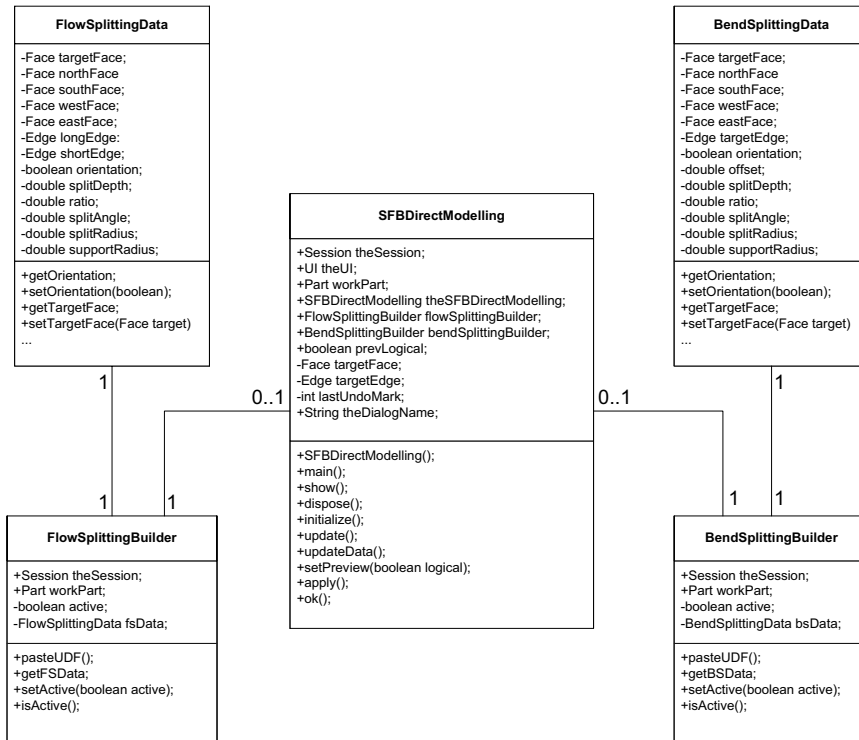 FlowSplittingData
-Face targetFace;
-Face northFace
-Face southFace;
-Face westFace;
-Face eastFace;
-Edge longEdge:
-Edge shortEdge;
-boolean orientation;
-double splitDepth;
-double ratio;
-double splitAngle;
-double splitRadius;
-double supportRadius;
+getOrientation;
+setOrientation(boolean);
+getTargetFace;
+setTargetFace(Face target)
...
1
1
FlowSplittingBuilder
+Session theSession;
+Part workPart;
-boolean active;
-FlowSplittingData fsData;
+pasteUDF();
+getFSData;
+setActive(boolean active);
+isActive();
1
0..1
SFBDirectModelling
+Session theSession;
+UI theUI;
+Part workPart;
+SFBDirectModelling theSFBDirectModelling;
+FlowSplittingBuilder flowSplittingBuilder;
+BendSplittingBuilder bendSplittingBuilder;
+boolean prevLogical;
-Face targetFace;
-Edge targetEdge;
-int lastUndoMark;
+String theDialogName;
+SFBDirectModelling();
+main();
+show();
+dispose();
+initialize();
+update();
+updateData();
+setPreview(boolean logical);
+apply();
+ok();
0..1
1
BendSplittingData
-Face targetFace;
-Face northFace
-Face southFace;
-Face westFace;
-Face eastFace;
-Edge targetEdge;
-boolean orientation;
-double offset;
-double splitDepth;
-double ratio;
-double splitAngle;
-double splitRadius;
-double supportRadius;
+getOrientation;
+setOrientation(boolean);
+getTargetFace;
+setTargetFace(Face target)
...
1
1
BendSplittingBuilder
+Session theSession;
+Part workPart;
-boolean active;
-BendSplittingData bsData;
+pasteUDF();
+getBSData;
+setActive(boolean active);
+isActive();